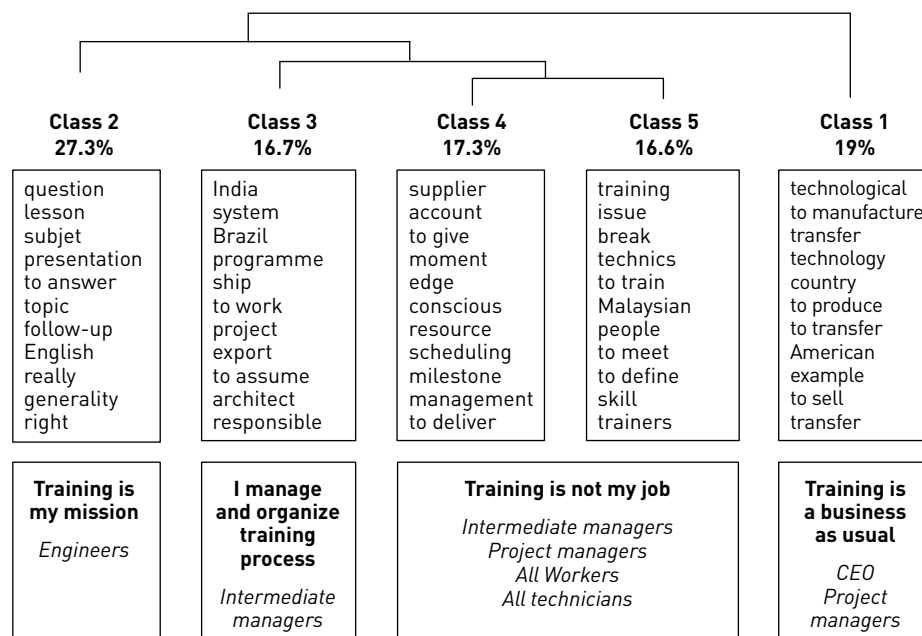 Class 2
27.3%
question
lesson
subjet
presentation
to answer
topic
follow-up
English
really
generality
right
Training is
my mission
Engineers
Class 3
16.7%
India
system
Brazil
programme
ship
to work
project
export
to assume
architect
responsible
I manage
and organize
training
process
Intermediate
managers
Class 4
17.3%
supplier
account
to give
moment
edge
conscious
resource
scheduling
milestone
management
to deliver
Class 5
16.6%
training
issue
break
technics
to train
Malaysian
people
to meet
to define
skill
trainers
Training is not my job
Intermediate managers
Project managers
All Workers
All technicians
Class 1
19%
technological
to manufacture
transfer
technology
country
to produce
to transfer
American
example
to sell
transfer
Training is
a business
as usual
CEO
Project
managers